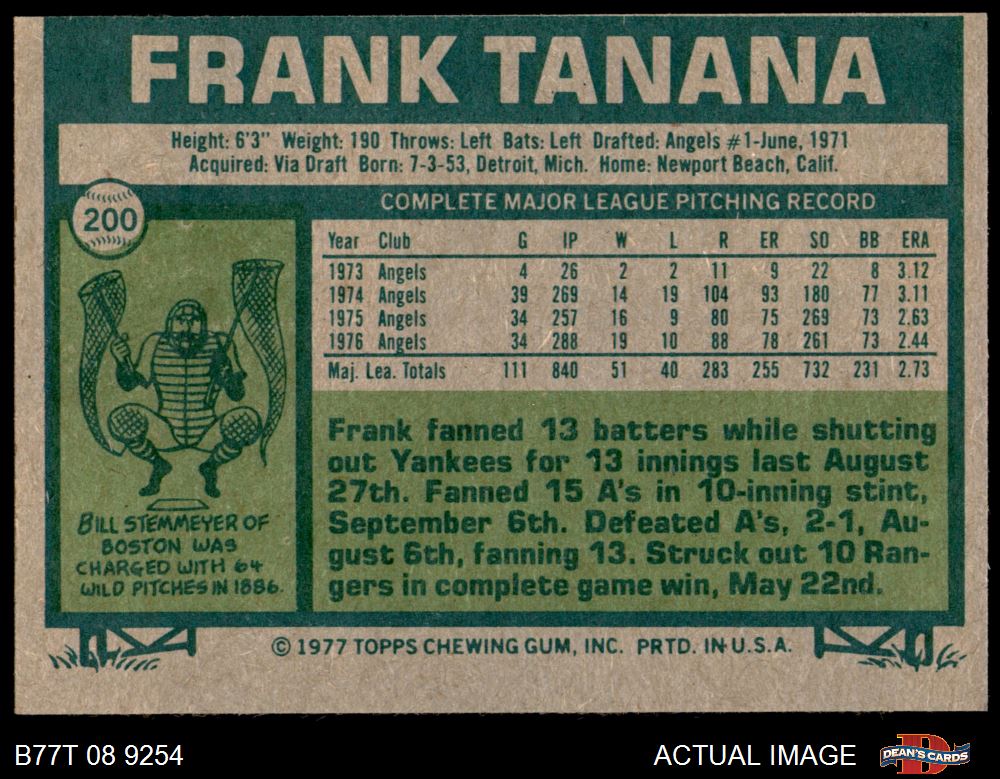 FRANK TANANA
Height: 6'3" Weight: 190 Throws: Left Bats: Left Drafted: Angels #1-June, 1971
Acquired: Via Draft Born: 7-3-53, Detroit, Mich. Home: Newport Beach, Calif.
200
COMPLETE MAJOR LEAGUE PITCHING RECORD
Year Club G IP W L R ER SO BB ERA
1973 Angels 4 26 2 2 11 9 22 8 3.12
1974 Angels 39 269 14 19 104 93 180 77 3.11
1975 Angels 34 257 16 9 80 75 269 73 2.63
1976 Angels 34 288 19 10 88 78 261 73 2.44
Maj. Lea. Totals 111 840 51 40 283 255 732 231 2.73
BILL STEMMEYER OF
BOSTON WAS
CHARGED WITH 64
WILD PITCHES IN 1886.
Frank fanned 13 batters while shutting
out Yankees for 13 innings last August
27th. Fanned 15 A's in 10-inning stint,
September 6th. Defeated A's, 2-1, Au-
gust 6th, fanning 13. Struck out 10 Ran-
gers in complete game win, May 22nd.
© 1977 TOPPS CHEWING GUM, INC. PRTD. IN U.S.A.
B77T 08 9254
ACTUAL IMAGE
DEAN'S CARDS